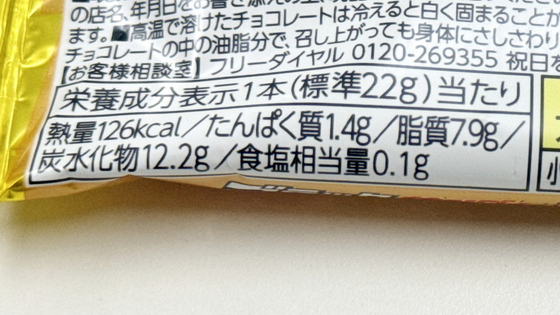 の店名、年月日をお書き添えの上、
ます。■高温で溶けたチョコレートは冷えると白く固まること
チョコレートの中の油脂分で、召し上がっても身体にさしさわり
【お客様相談室】フリーダイヤル 0120-269355 祝日を
栄養成分表示1本(標準22g)当たり
熱量126kcal/たんぱく質1.4g/脂質7.9g/
炭水化物12.2g/食塩相当量0.1g
小